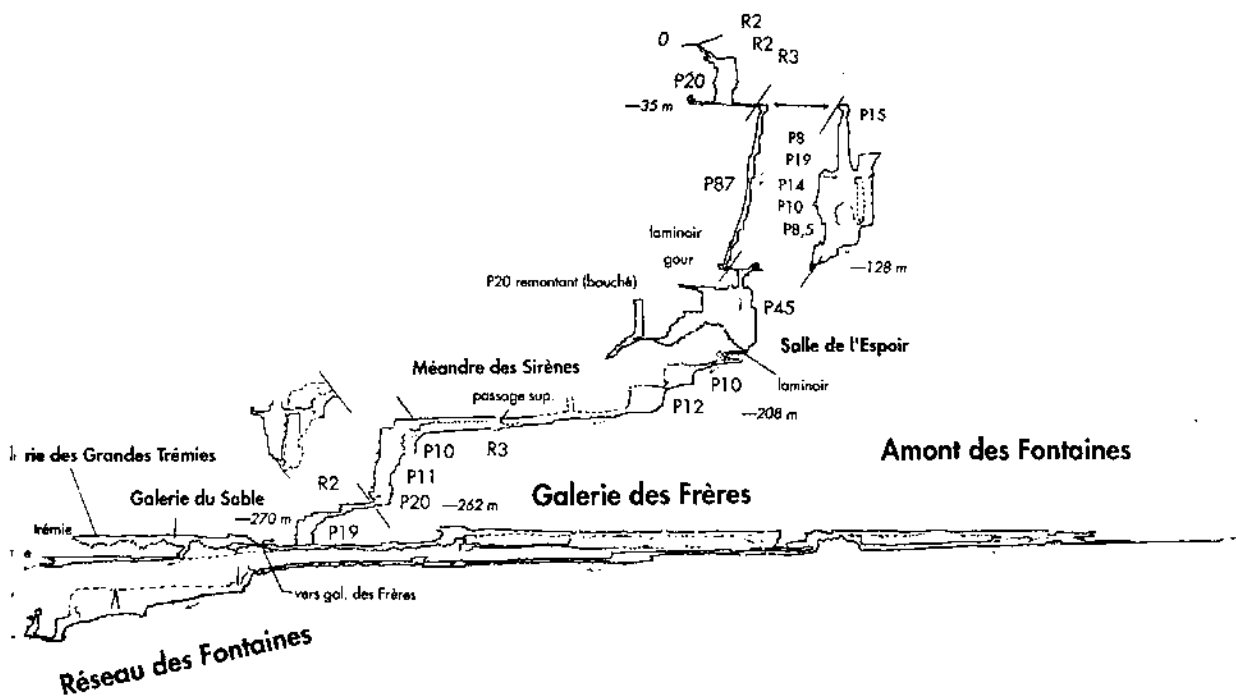 R2
0
R2
R3
P20
—35 m
P15
P8
P19
P87
P14
P10
P8,5
laminoir
gour
—128 m
P20 remontant (bouché)
P45
Salle de l'Espoir
Méandre des Sirènes
laminoir
P10
passage sup.
P12
—208 m
P10
R3
Amont des Fontaines
rie des Grandes Trémies
P11
R2
Galerie du Sable
P20
—262 m
Galerie des Frères
—270 m
trémie
P19
vers gal. des Frères
Réseau des Fontaines